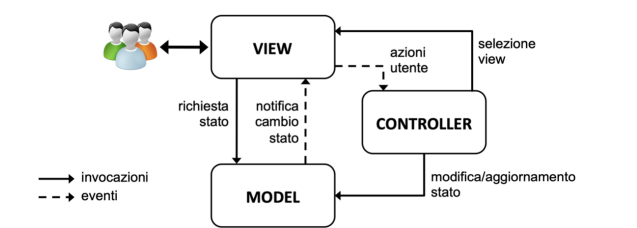 VIEW
azioni
utente
selezione
view
richiesta
stato
notifica
cambio
stato
CONTROLLER
invocazioni
eventi
MODEL
modifica/aggiornamento
stato